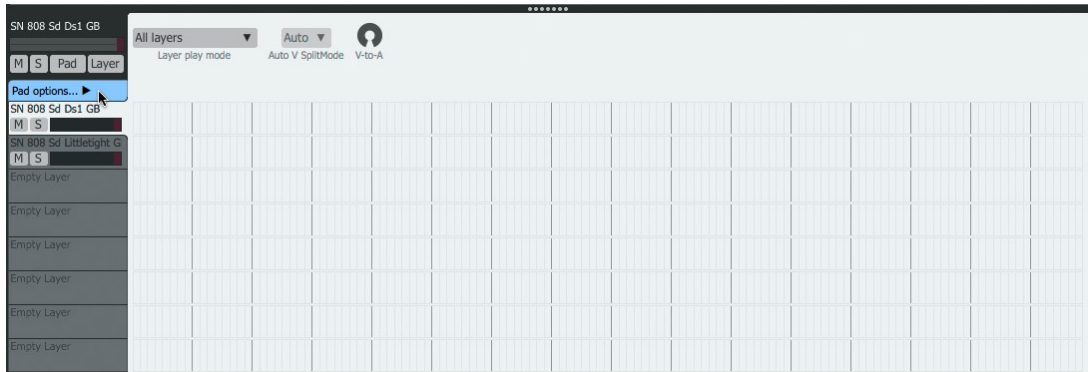 SN 808 Sd Ds1 GB
M S Pad Layer
All layers ▼ Auto ▼
Layer play mode Auto V SplitMode V-to-A
Pad options... ►
SN 808 Sd Ds1 GB
M S
SN 808 Sd Littletight G
M S
Empty Layer
Empty Layer
Empty Layer
Empty Layer
Empty Layer
Empty Layer